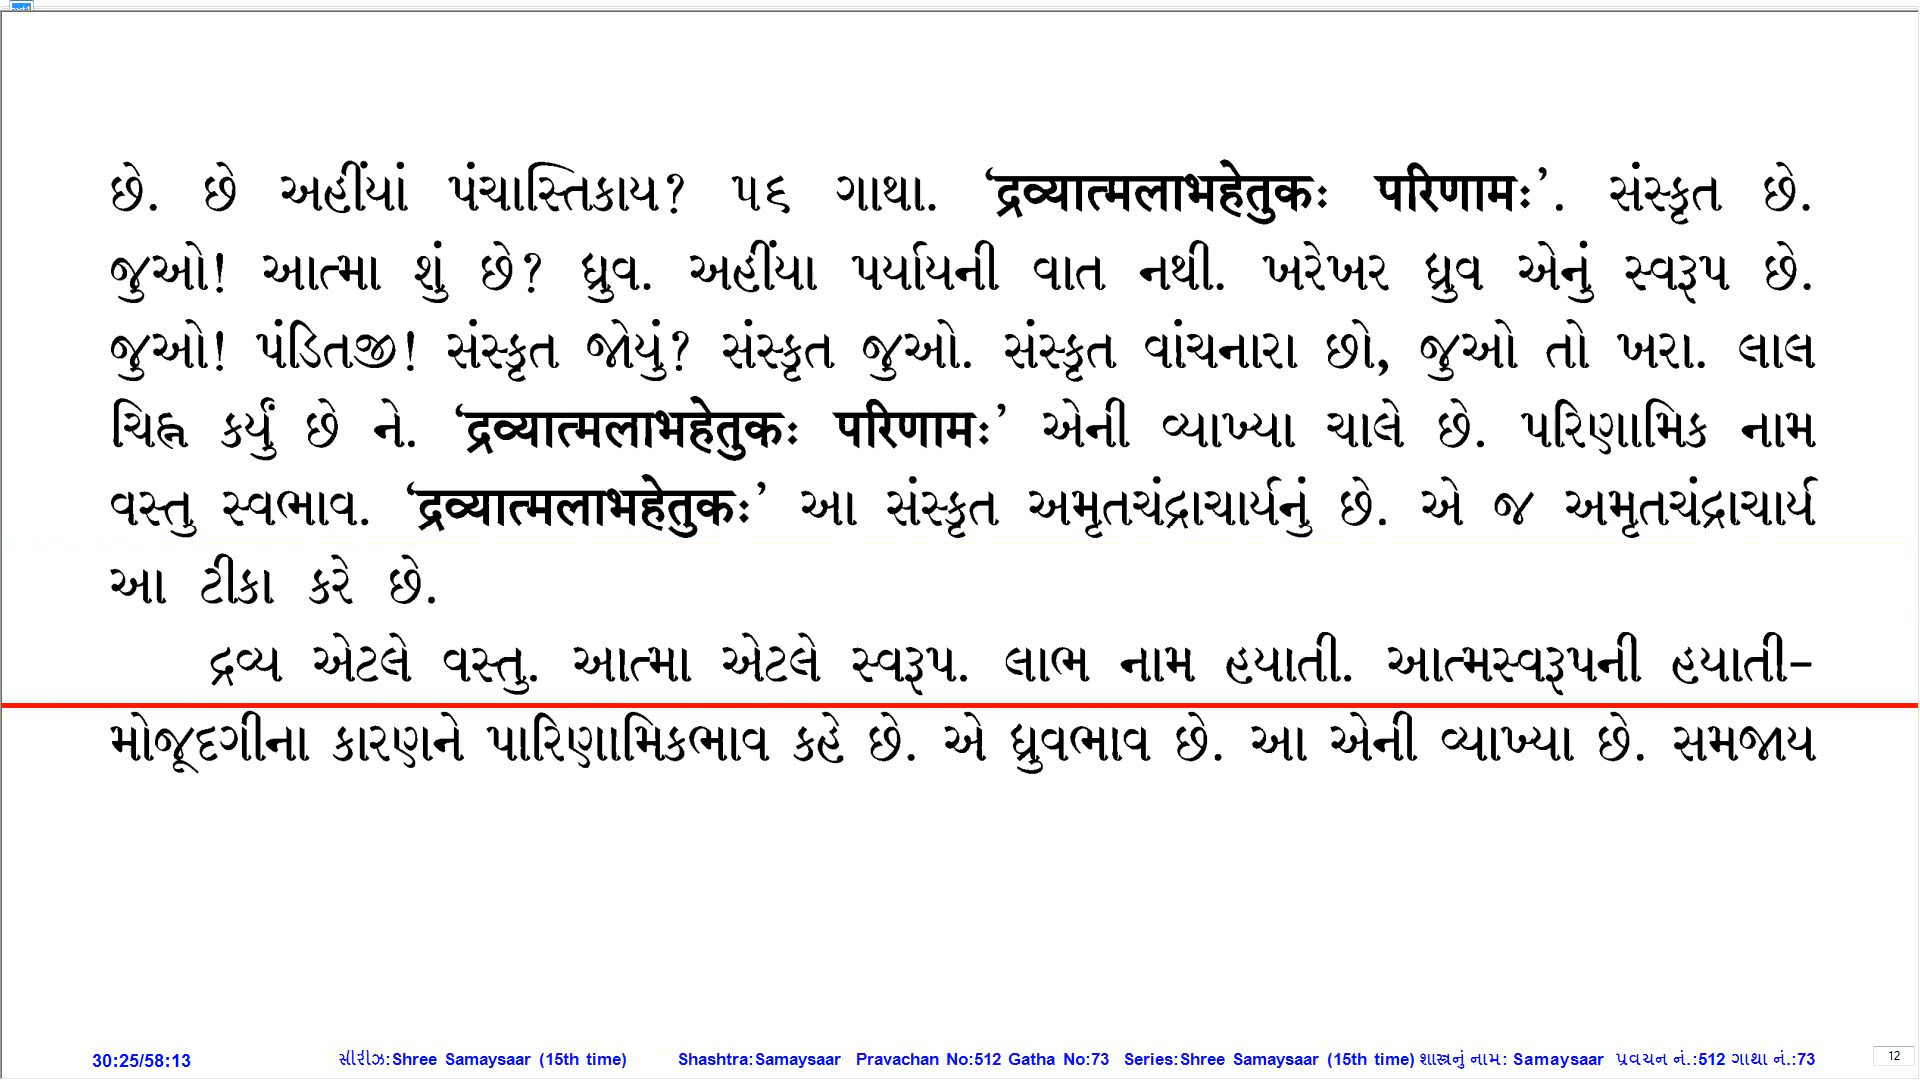 છે. છે અહીંયાં પંચાસ્તિકાય? ૫૬ ગાથા. ‘द्रव्यात्मलाभहेतुकः परिणामः’. સંસ્કૃત છે.
જુઓ! આત્મા શું છે? ધ્રુવ. અહીંયા પર્યાયની વાત નથી. ખરેખર ધ્રુવ એનું સ્વરૂપ છે.
જુઓ! પંડિતજી! સંસ્કૃત જોયું? સંસ્કૃત જુઓ. સંસ્કૃત વાંચનારા છો, જુઓ તો ખરા. લાલ
ચિહ્ન કર્યું છે ને. ‘द्रव्यात्मलाभहेतुकः परिणामः’ એની વ્યાખ્યા ચાલે છે. પરિણામિક નામ
વસ્તુ સ્વભાવ. ‘द्रव्यात्मलाभहेतुकः’ આ સંસ્કૃત અમૃતચંદ્રાચાર્યનું છે. એ જ અમૃતચંદ્રાચાર્ય
આ ટીકા કરે છે.
દ્રવ્ય એટલે વસ્તુ. આત્મા એટલે સ્વરૂપ. લાભ નામ હયાતી. આત્મસ્વરૂપની હયાતી-
મોજૂદગીના કારણને પારિણામિકભાવ કહે છે. એ ધ્રુવભાવ છે. આ એની વ્યાખ્યા છે. સમજાય
30:25/58:13 સીરીઝ:Shree Samaysaar (15th time) Shashtra:Samaysaar Pravachan No:512 Gatha No:73 Series:Shree Samaysaar (15th time) શાસ્ત્રનું નામ: Samaysaar પ્રવચન નં.:512 ગાથા નં.:73 12